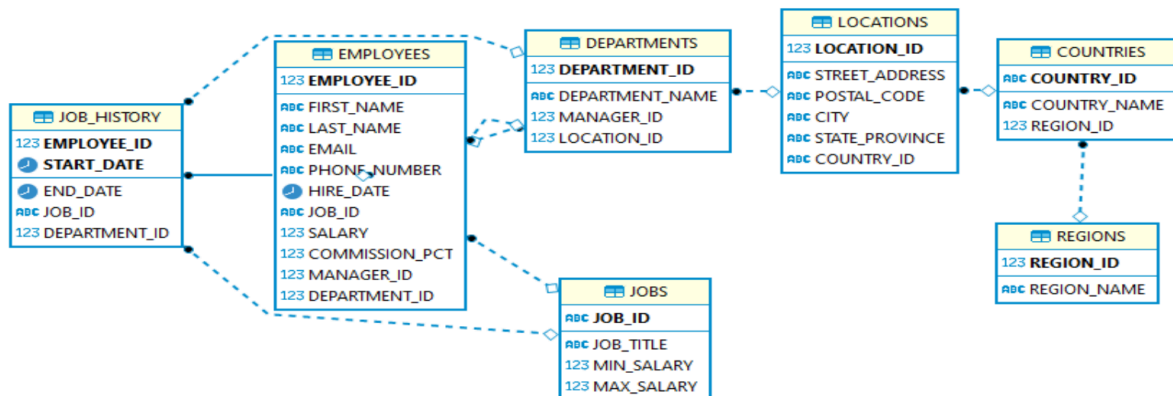 JOB_HISTORY
123 EMPLOYEE_ID
START_DATE
END_DATE
ABC JOB_ID
123 DEPARTMENT_ID
EMPLOYEES
123 EMPLOYEE_ID
ABC FIRST_NAME
ABC LAST_NAME
ABC EMAIL
ABC PHONE_NUMBER
HIRE_DATE
ABC JOB_ID
123 SALARY
123 COMMISSION_PCT
123 MANAGER_ID
123 DEPARTMENT_ID
DEPARTMENTS
123 DEPARTMENT_ID
ABC DEPARTMENT_NAME
123 MANAGER_ID
123 LOCATION_ID
JOBS
ABC JOB_ID
ABC JOB_TITLE
123 MIN_SALARY
123 MAX_SALARY
LOCATIONS
123 LOCATION_ID
ABC STREET_ADDRESS
ABC POSTAL_CODE
ABC CITY
ABC STATE_PROVINCE
ABC COUNTRY_ID
COUNTRIES
ABC COUNTRY_ID
ABC COUNTRY_NAME
123 REGION_ID
REGIONS
123 REGION_ID
ABC REGION_NAME